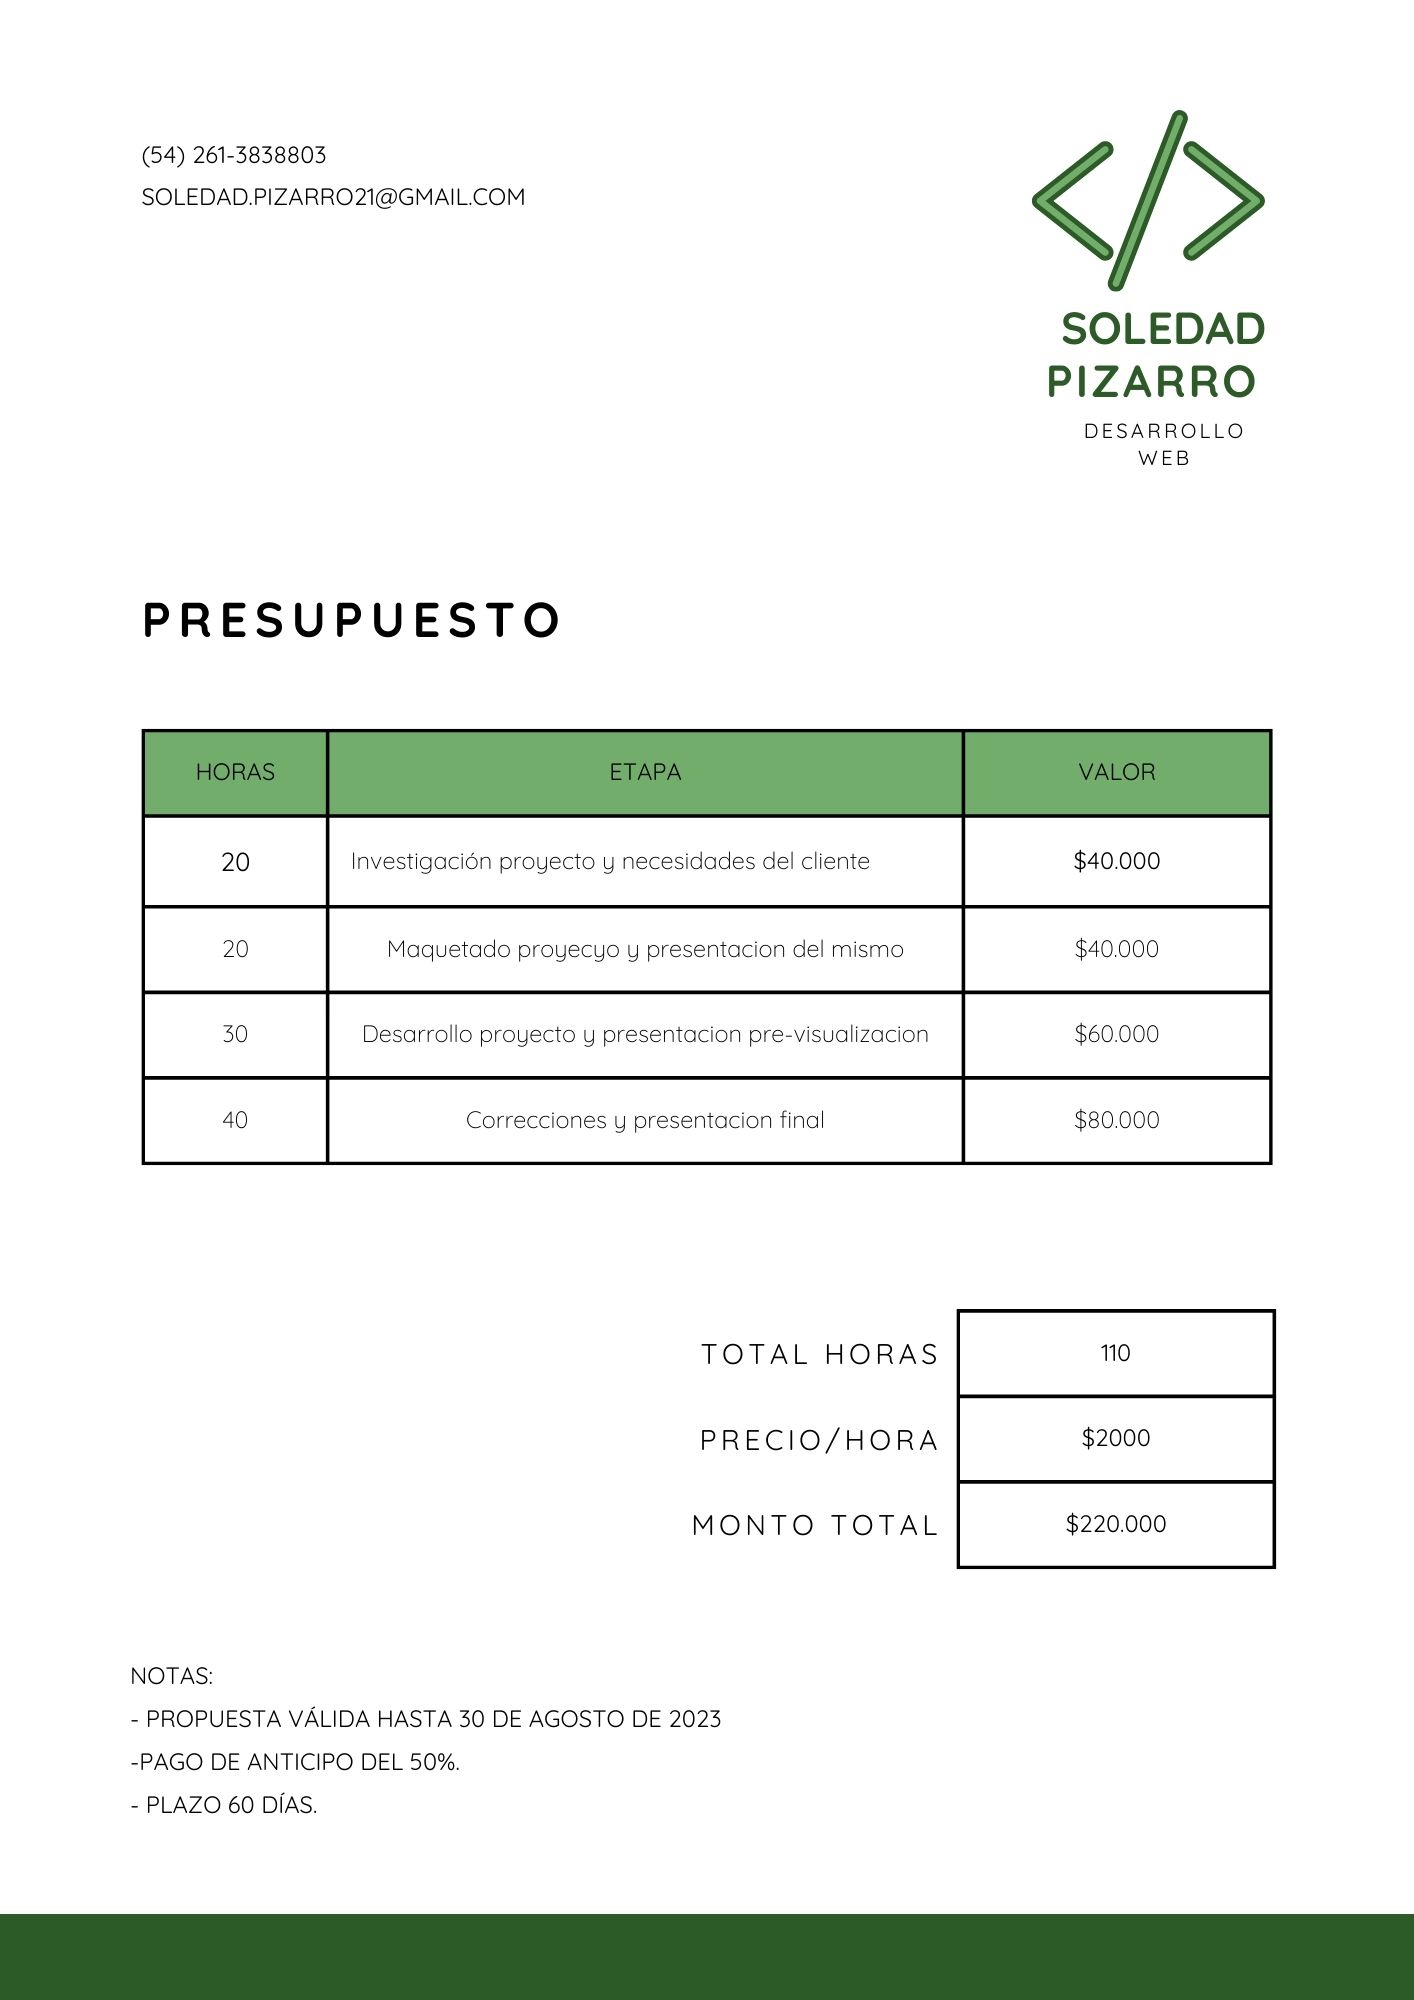 (54) 261-3838803
SOLEDAD.PIZARRO21@GMAIL.COM
SOLEDAD
PIZARRO
DESARROLLO
WEB
PRESUPUESTO
HORAS ETAPA VALOR
20 Investigación proyecto y necesidades del cliente $40.000
20 Maquetado proyecyo y presentacion del mismo $40.000
30 Desarrollo proyecto y presentacion pre-visualizacion $60.000
40 Correcciones y presentacion final $80.000
TOTAL HORAS 110
PRECIO/HORA $2000
MONTO TOTAL $220.000
NOTAS:
- PROPUESTA VÁLIDA HASTA 30 DE AGOSTO DE 2023
-PAGO DE ANTICIPO DEL 50%.
- PLAZO 60 DÍAS.